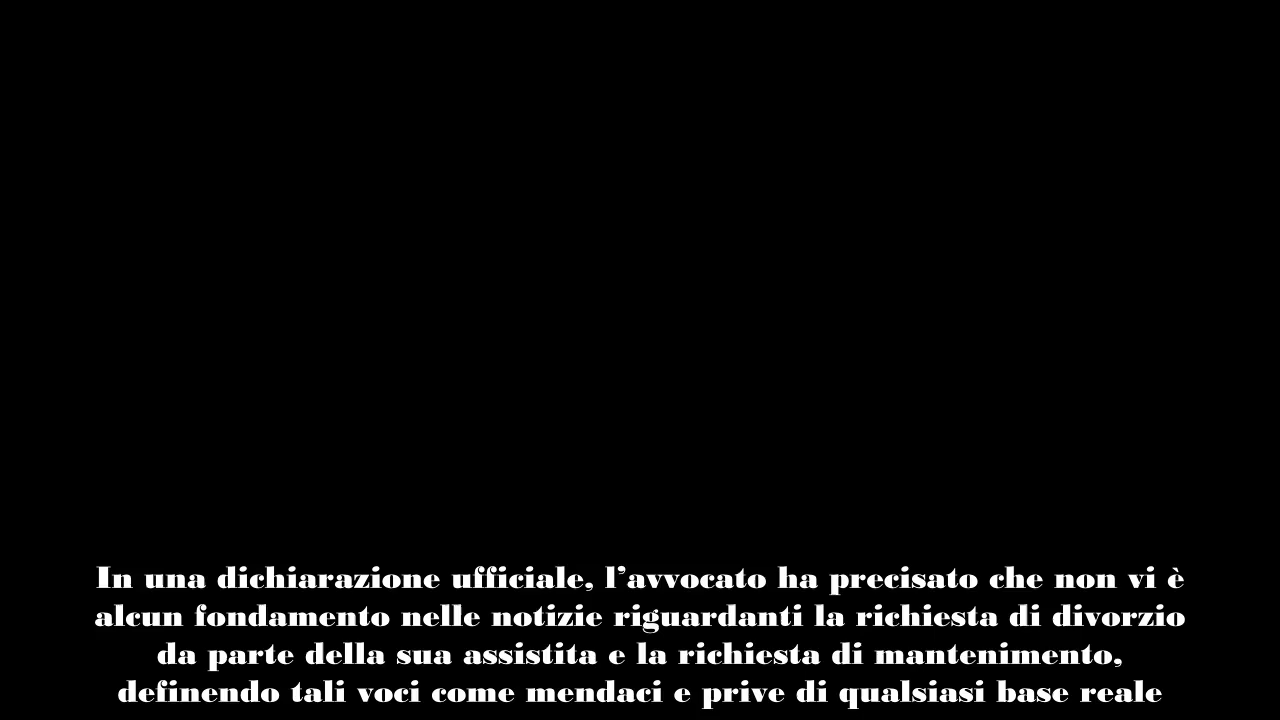 In una dichiarazione ufficiale, l’avvocato ha precisato che non vi è
alcun fondamento nelle notizie riguardanti la richiesta di divorzio
da parte della sua assistita e la richiesta di mantenimento,
definendo tali voci come mendaci e prive di qualsiasi base reale